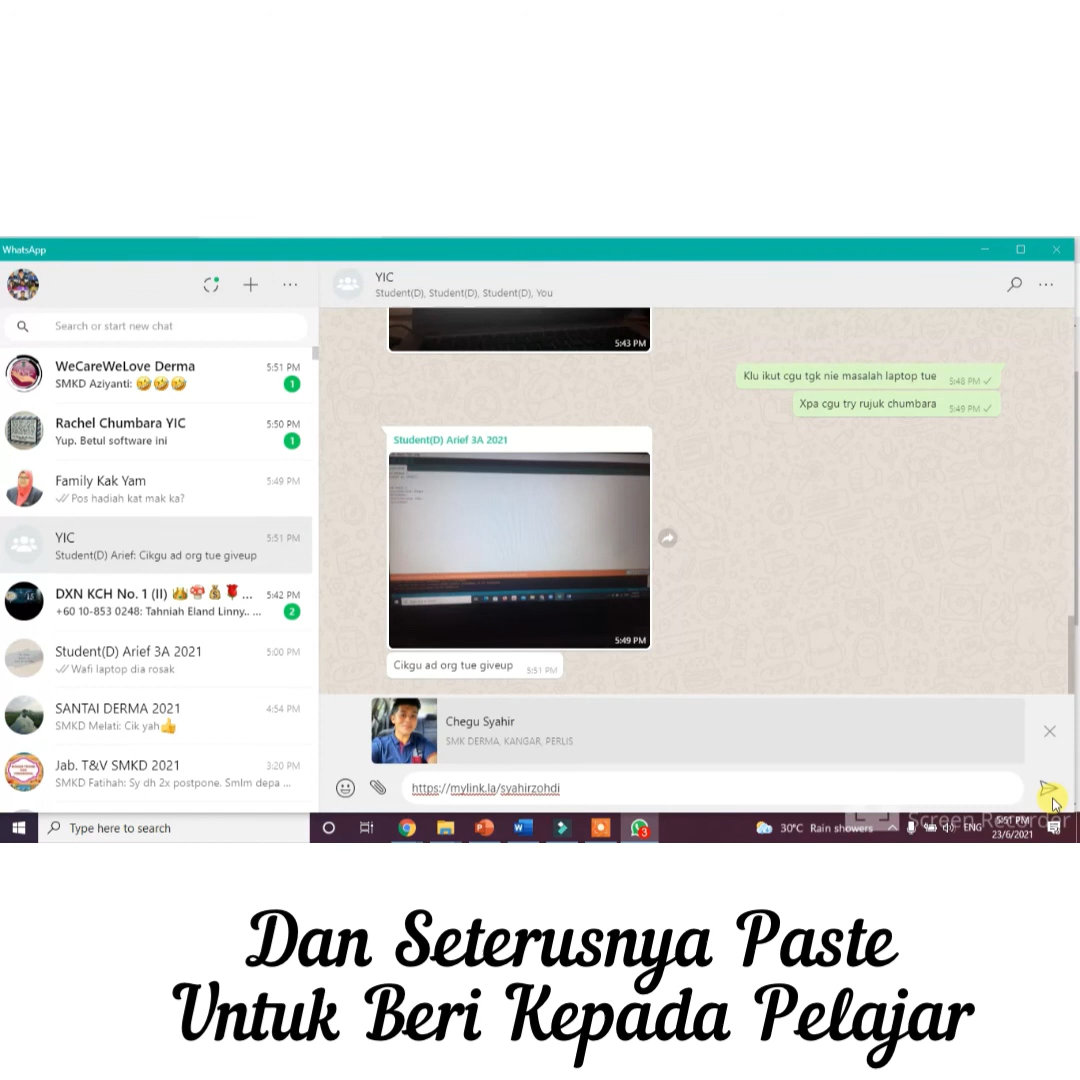 WhatsApp
YIC
Student(D), Student(D), Student(D), You
Search or start new chat
WeCareWeLove Derma
5:51 PM
SMKD Aziyanti: 🤣🤣🤣
1
Rachel Chumbara YIC
5:50 PM
Yup. Betul software ini
1
Family Kak Yam
5:49 PM
Pos hadiah kat mak ka?
YIC
5:51 PM
Student(D) Arief: Cikgu ad org tue giveup
DXN KCH No. 1 (II) 👑🍄💰🌹...
5:42 PM
+60 10-853 0248: Tahniah Eland Linny.. ...
2
Student(D) Arief 3A 2021
5:00 PM
Wafi laptop dia rosak
SANTAI DERMA 2021
4:54 PM
SMKD Melati: Cik yah👍
Jab. T&V SMKD 2021
3:20 PM
SMKD Fatihah: Sy dh 2x postpone. Smlm depa ...
5:43 PM
Klu ikut cgu tgk nie masalah laptop tue
5:48 PM
Xpa cgu try rujuk chumbara
5:49 PM
Student(D) Arief 3A 2021
5:49 PM
Cikgu ad org tue giveup
5:51 PM
Chegu Syahir
SMK DERMA, KANGAR, PERLIS
https://mylink.la/syahirzohdi
Type here to search
3
30°C Rain showers
ENG
5:51 PM
23/6/2021
Screen Recorder
Dan Seterusnya Paste
Untuk Beri Kepada Pelajar